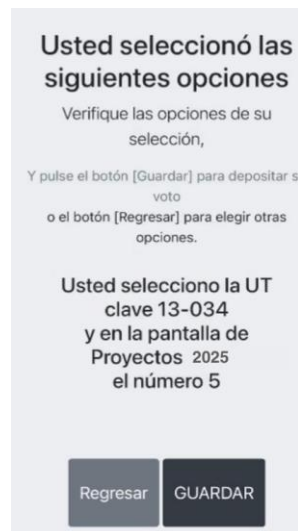 Usted seleccionó las
siguientes opciones
Verifique las opciones de su
selección,
Y pulse el botón [Guardar] para depositar s
voto
o el botón [Regresar] para elegir otras
opciones.
Usted selecciono la UT
clave 13-034
y en la pantalla de
Proyectos 2025
el número 5
Regresar GUARDAR